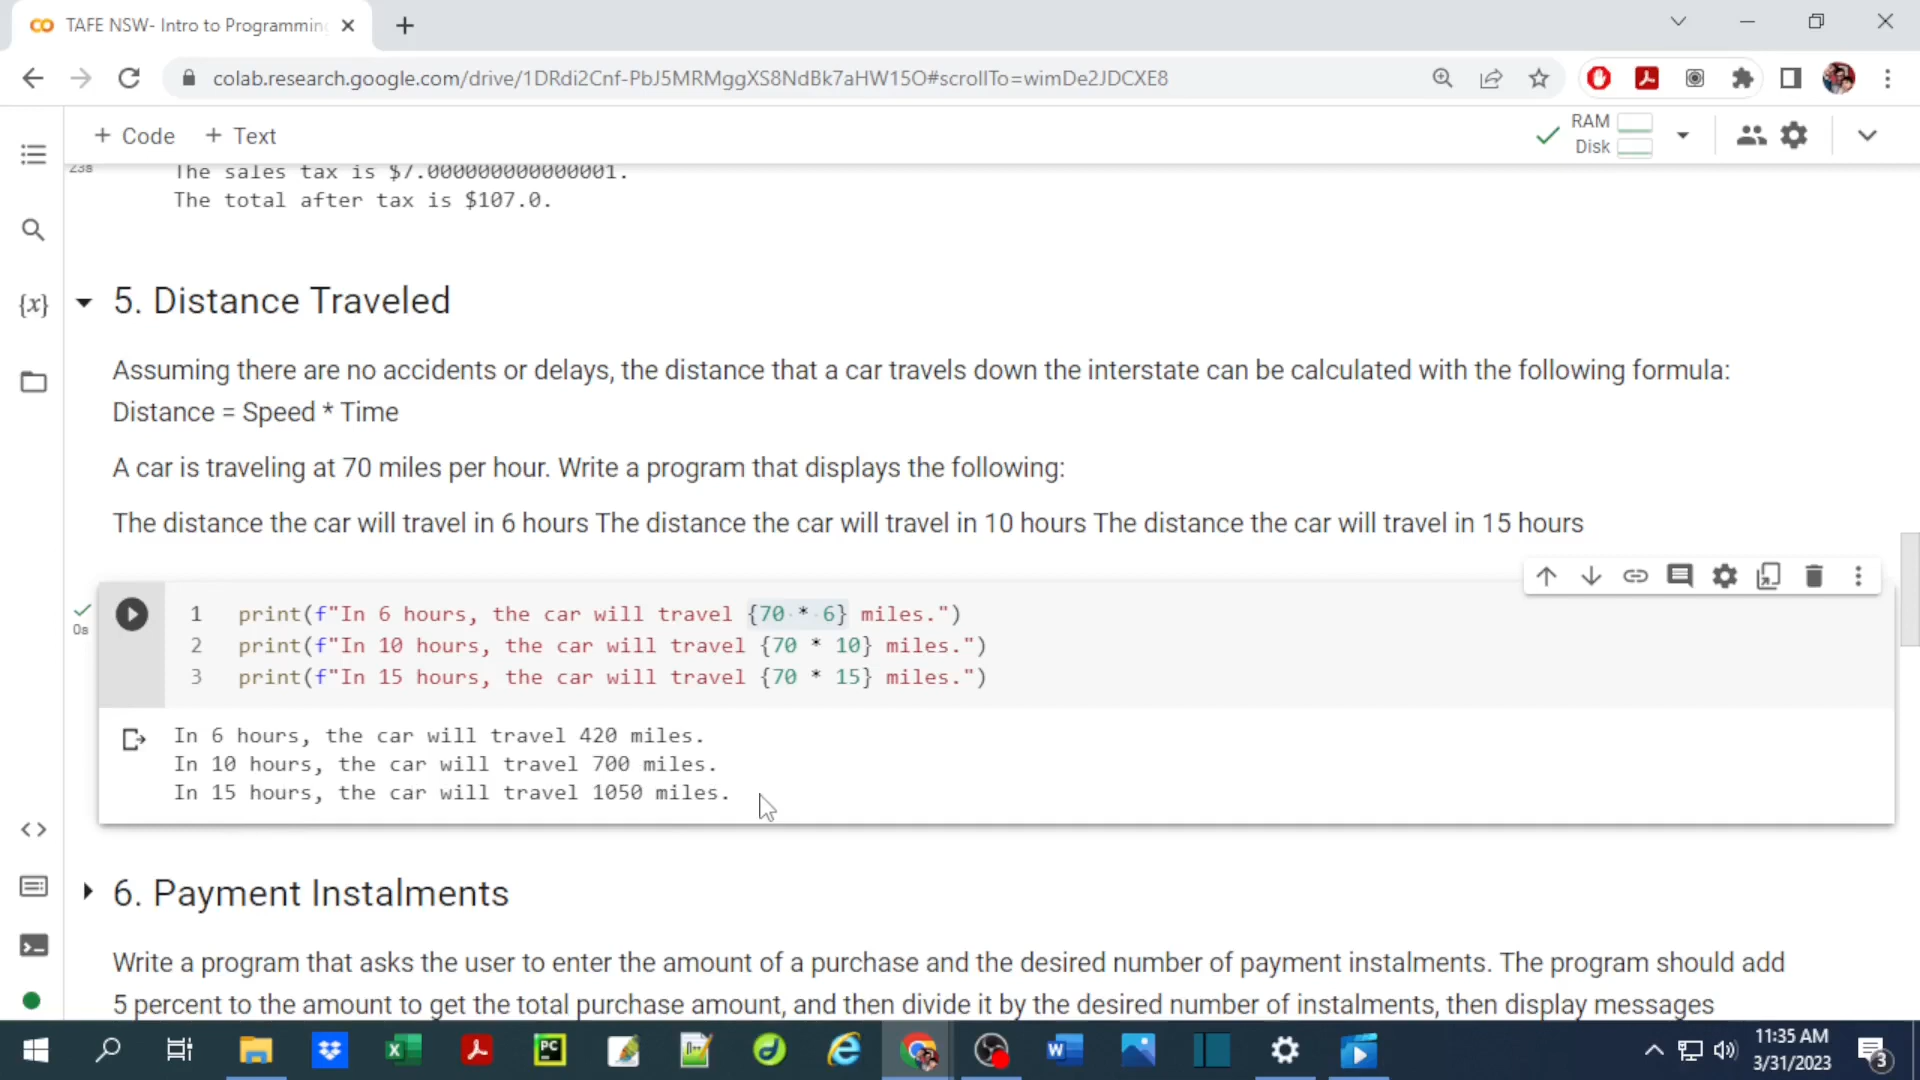 TAFE NSW- Intro to Programming
colab.research.google.com/drive/1DRdi2Cnf-PbJ5MRMggXS8NdBk7aHW15O#scrollTo=wimDe2JDCXE8
+ Code + Text
RAM
Disk
23s
The sales tax is $7.000000000000001.
The total after tax is $107.0.
{x}
5. Distance Traveled
Assuming there are no accidents or delays, the distance that a car travels down the interstate can be calculated with the following formula:
Distance = Speed * Time
A car is traveling at 70 miles per hour. Write a program that displays the following:
The distance the car will travel in 6 hours The distance the car will travel in 10 hours The distance the car will travel in 15 hours
0s
1 print(f"In 6 hours, the car will travel {70 * 6} miles.")
2 print(f"In 10 hours, the car will travel {70 * 10} miles.")
3 print(f"In 15 hours, the car will travel {70 * 15} miles.")
In 6 hours, the car will travel 420 miles.
In 10 hours, the car will travel 700 miles.
In 15 hours, the car will travel 1050 miles.
6. Payment Instalments
Write a program that asks the user to enter the amount of a purchase and the desired number of payment instalments. The program should add
5 percent to the amount to get the total purchase amount, and then divide it by the desired number of instalments, then display messages
PC
11:35 AM
3/31/2023
3